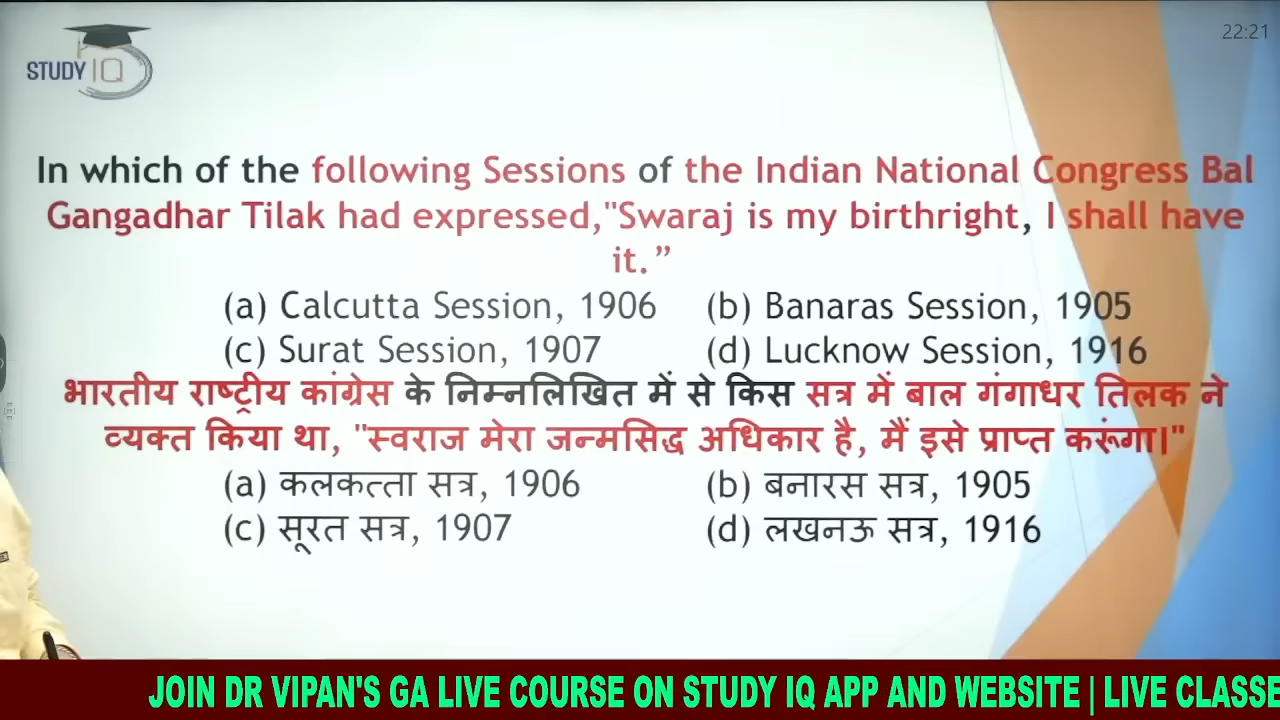 22:21
STUDY IQ
In which of the following Sessions of the Indian National Congress Bal
Gangadhar Tilak had expressed,"Swaraj is my birthright, I shall have
it.”
(a) Calcutta Session, 1906 (b) Banaras Session, 1905
(c) Surat Session, 1907 (d) Lucknow Session, 1916
भारतीय राष्ट्रीय कांग्रेस के निम्नलिखित में से किस सत्र में बाल गंगाधर तिलक ने
व्यक्त किया था, "स्वराज मेरा जन्मसिद्ध अधिकार है, मैं इसे प्राप्त करूंगा।"
(a) कलकत्ता सत्र, 1906 (b) बनारस सत्र, 1905
(c) सूरत सत्र, 1907 (d) लखनऊ सत्र, 1916
JOIN DR VIPAN'S GA LIVE COURSE ON STUDY IQ APP AND WEBSITE | LIVE CLASSE